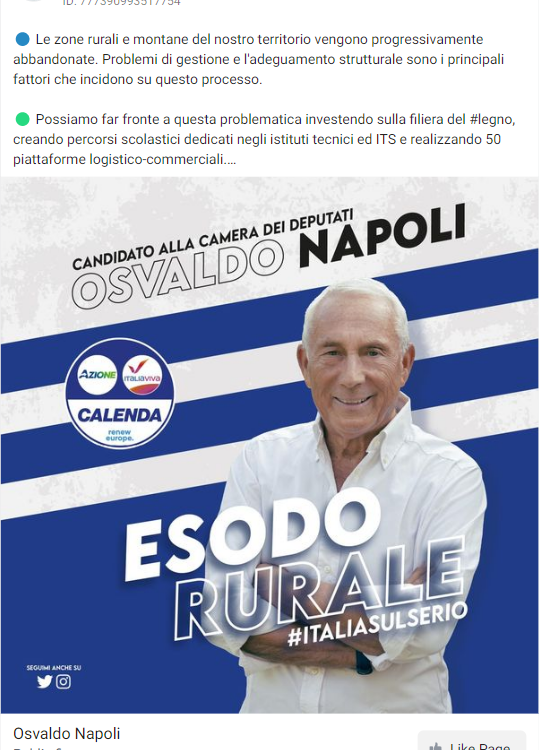 ID: 777390993517754
Le zone rurali e montane del nostro territorio vengono progressivamente
abbandonate. Problemi di gestione e l'adeguamento strutturale sono i principali
fattori che incidono su questo processo.
Possiamo far fronte a questa problematica investendo sulla filiera del #legno,
creando percorsi scolastici dedicati negli istituti tecnici ed ITS e realizzando 50
piattaforme logistico-commerciali....
CANDIDATO ALLA CAMERA DEI DEPUTATI
OSVALDO NAPOLI
AZIONE
ITALIAVIVA
CALENDA
renew
europe.
ESODO
RURALE
#ITALIASULSERIO
SEGUIMI ANCHE SU
Osvaldo Napoli
Like Page